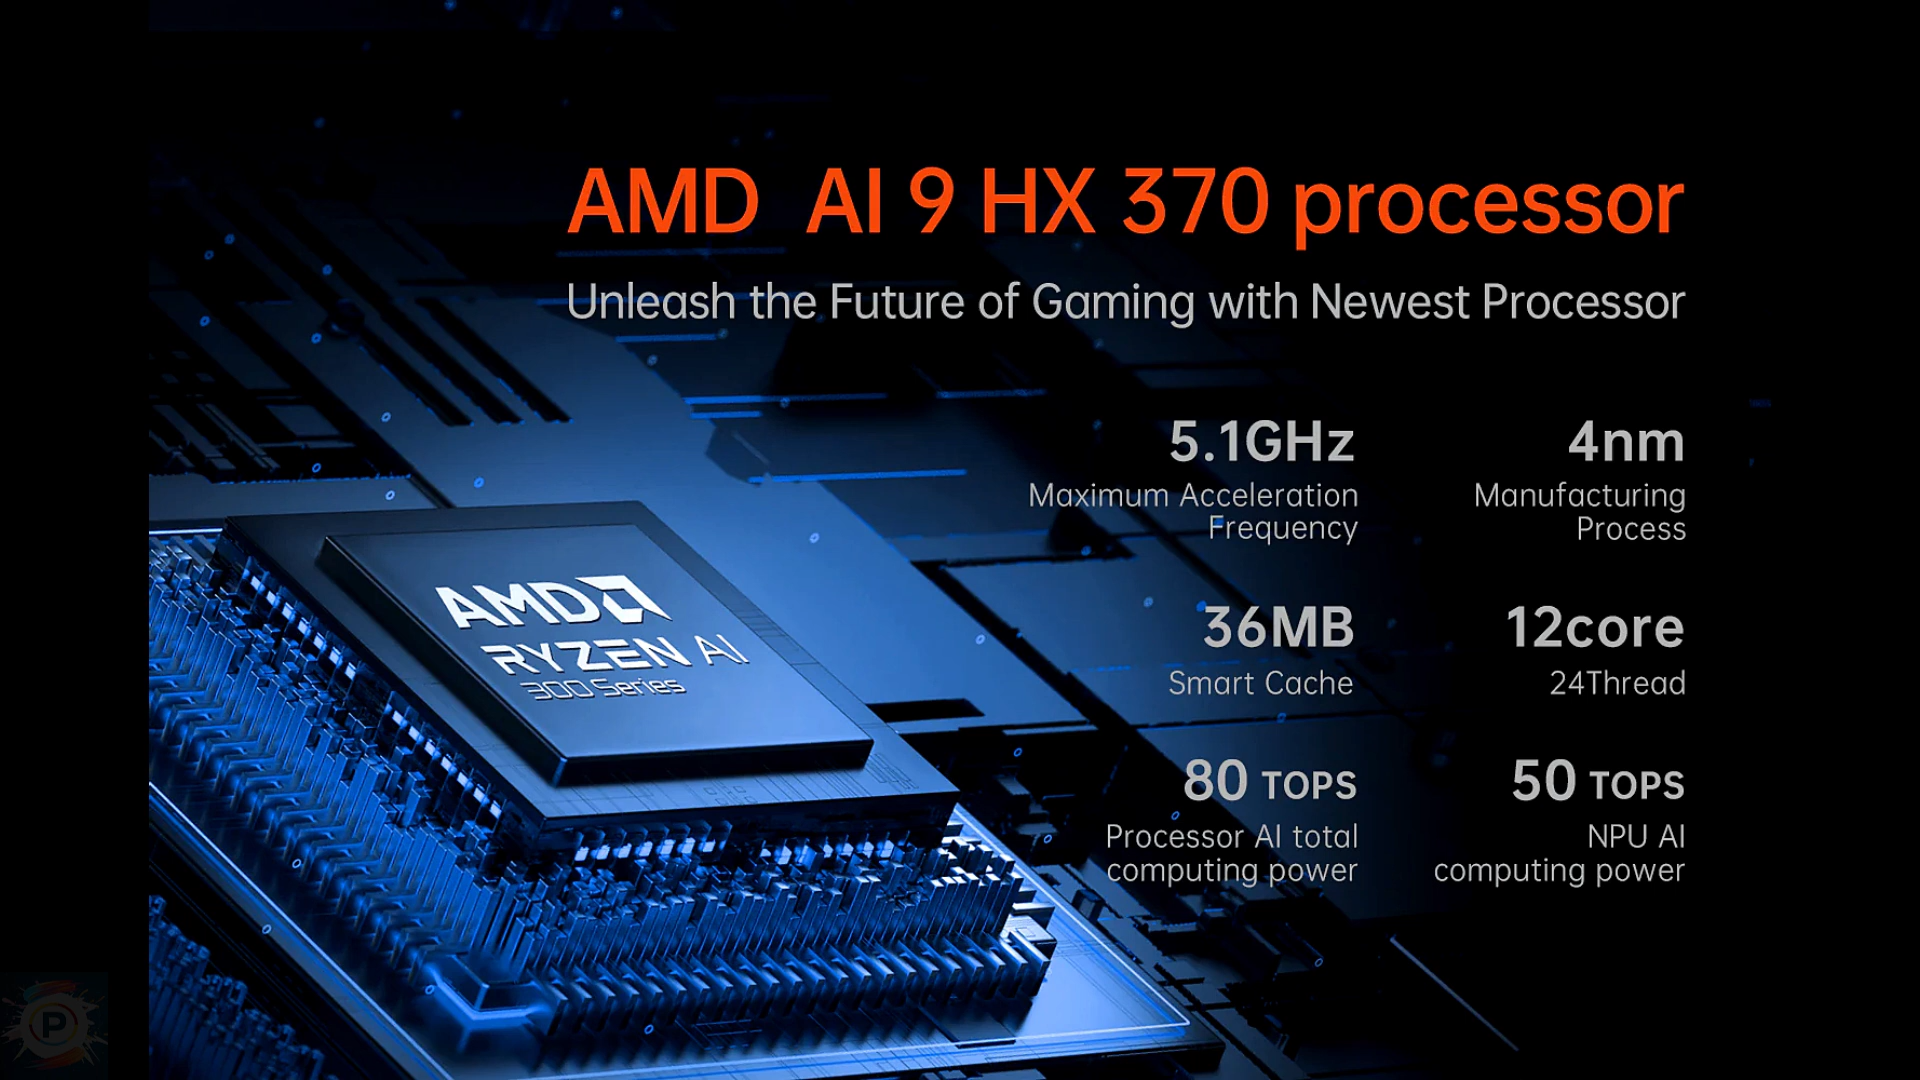 AMD AI 9 HX 370 processor
Unleash the Future of Gaming with Newest Processor
5.1GHz
Maximum Acceleration
Frequency
4nm
Manufacturing
Process
36MB
Smart Cache
12core
24Thread
80 TOPS
Processor AI total
computing power
50 TOPS
NPU AI
computing power
AMD
RYZEN AI
300 Series
P